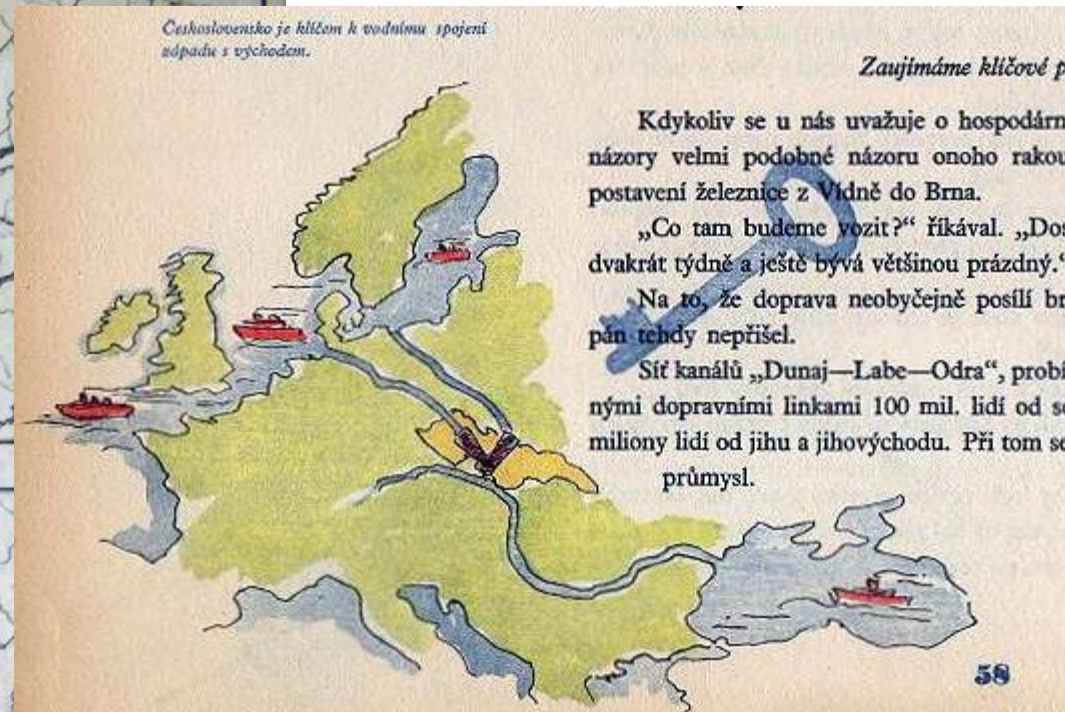 Československo je klíčem k vodnímu spojení
západu s východem.
Zaujímáme klíčové p
Kdykoliv se u nás uvažuje o hospodárn
názory velmi podobné názoru onoho rakou
postavení železnice z Vídně do Brna.
„Co tam budeme vozit?“ říkával. „Dos
dvakrát týdně a ještě bývá většinou prázdný.“
Na to, že doprava neobyčejně posílí br
pán tehdy nepřišel.
Síť kanálů „Dunaj—Labe—Odra“, probí
nými dopravními linkami 100 mil. lidí od se
miliony lidí od jihu a jihovýchodu. Při tom se
průmysl.
58